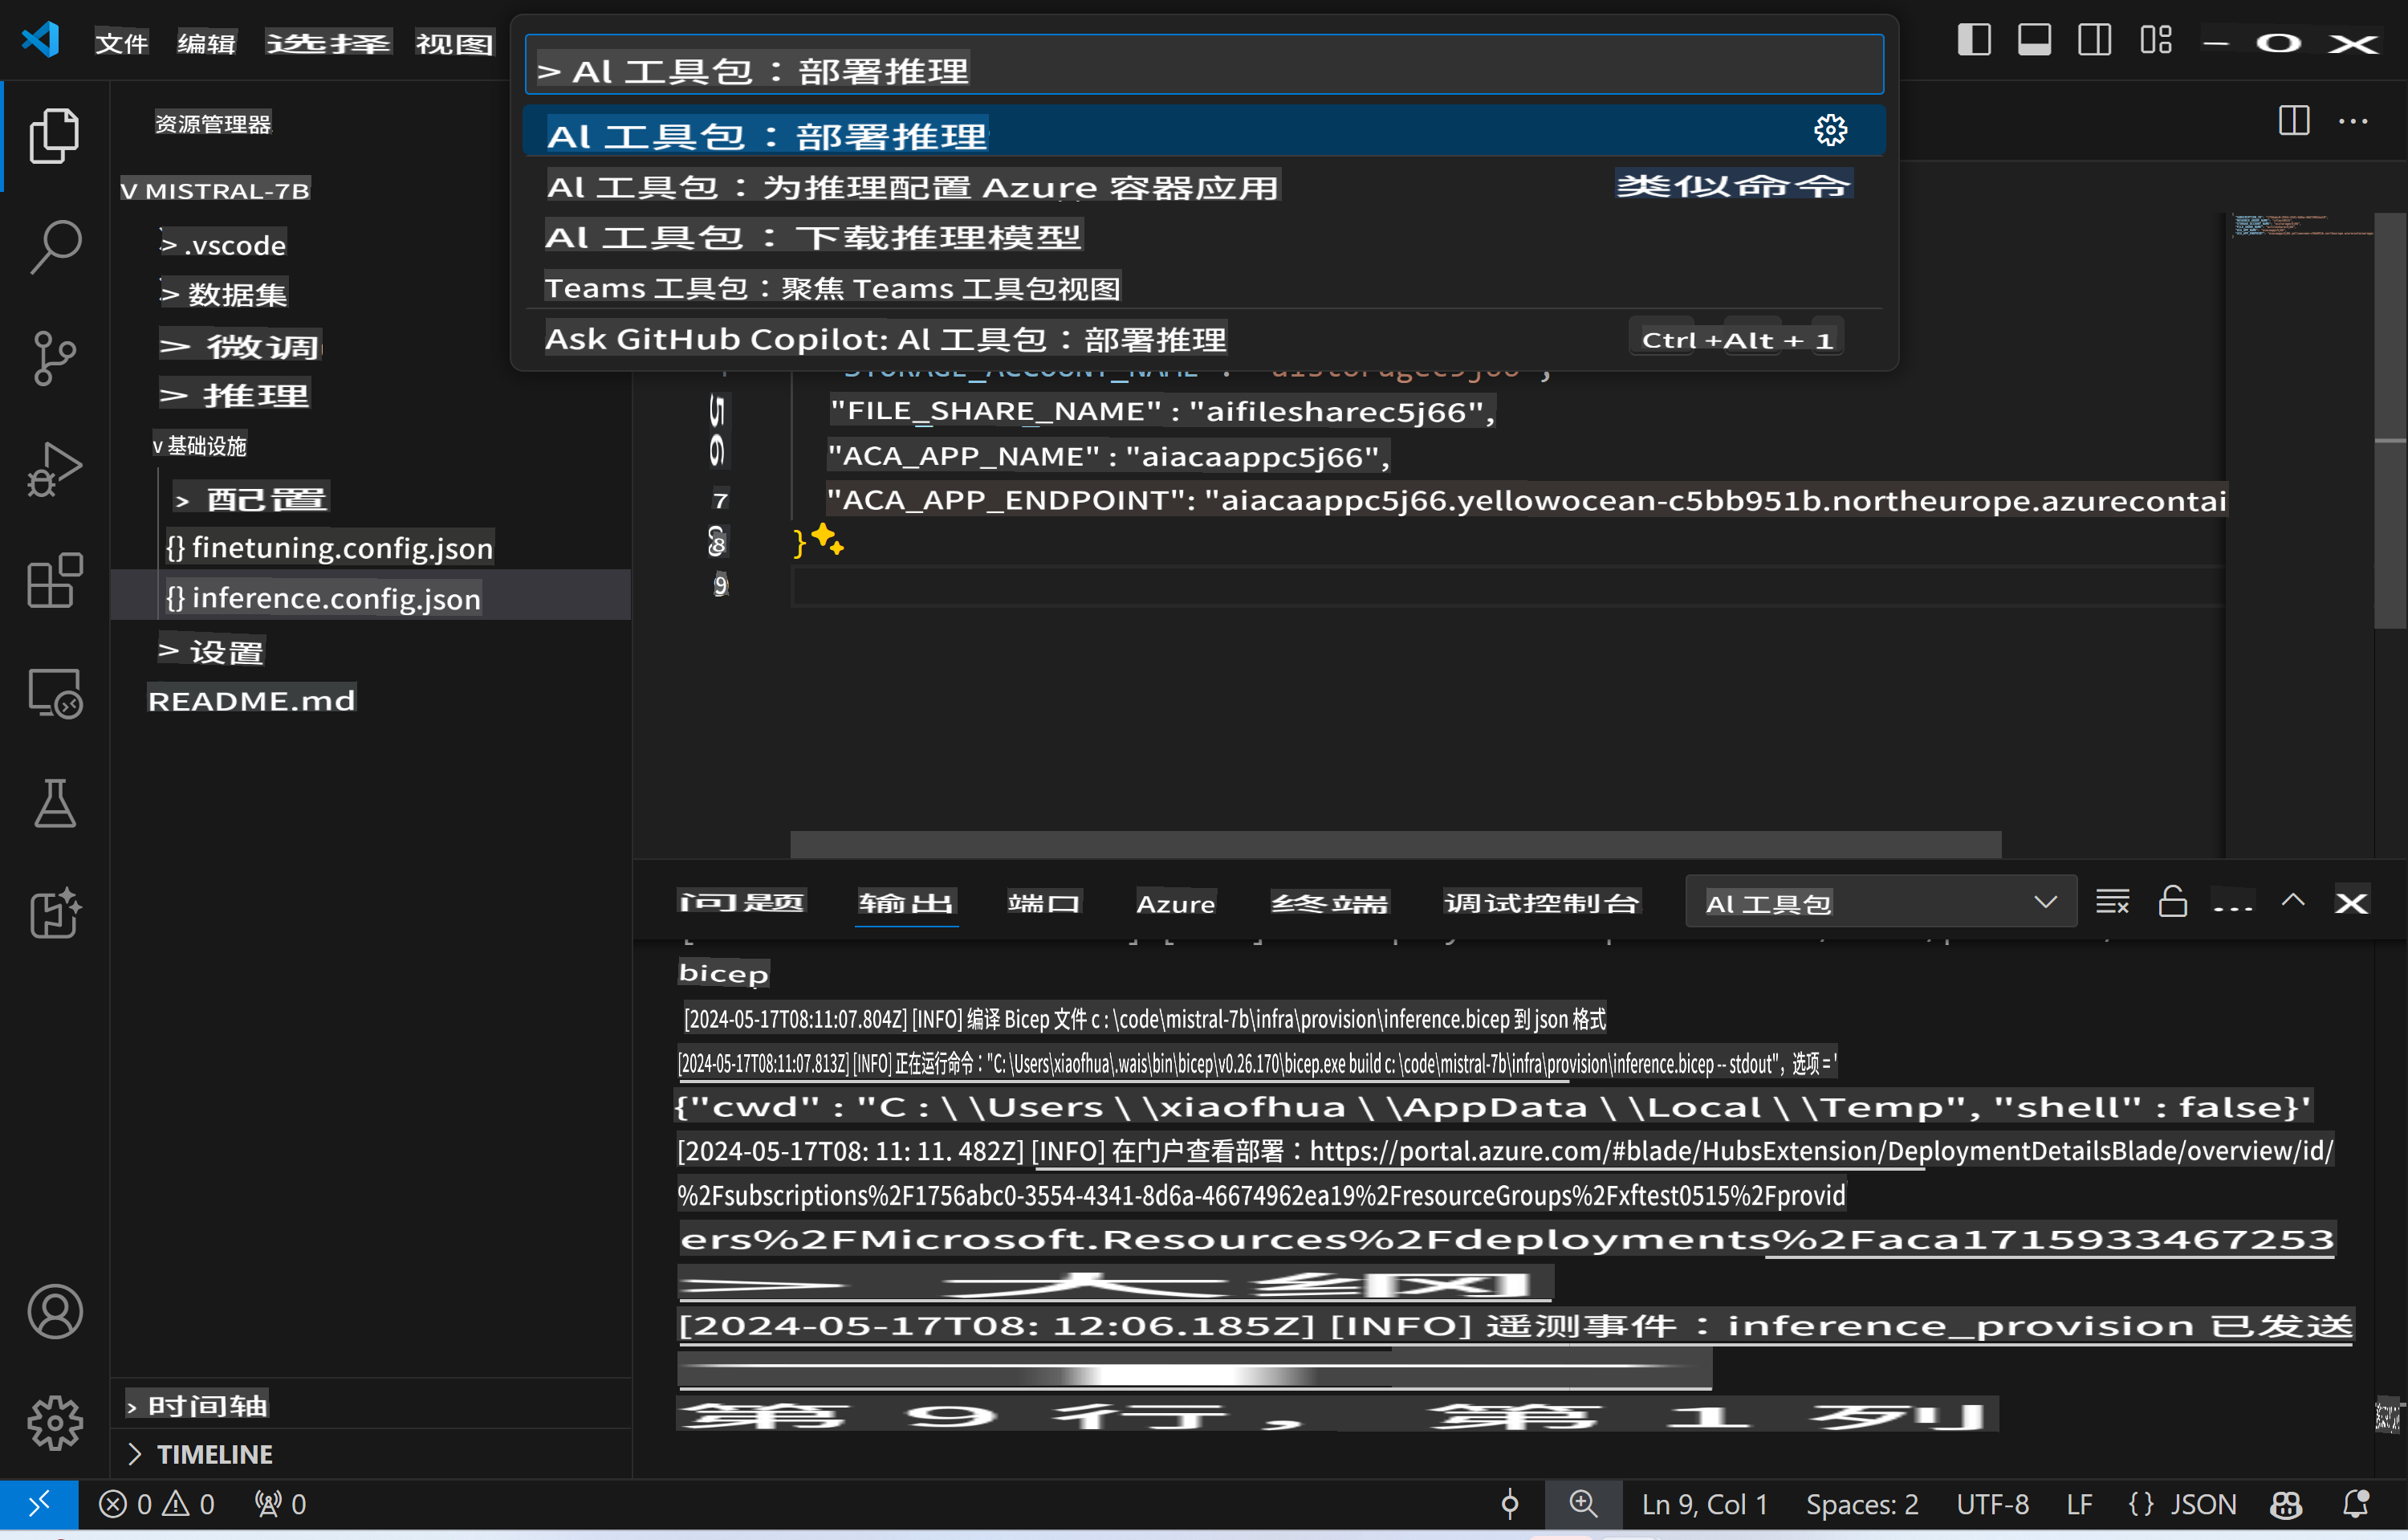 文件 编辑 选择 视图
> AI 工具包：部署推理
AI 工具包：部署推理
AI 工具包：为推理配置 Azure 容器应用 类似命令
AI 工具包：下载推理模型
Teams 工具包：聚焦 Teams 工具包视图
Ask GitHub Copilot: AI 工具包：部署推理 Ctrl +Alt + 1
资源管理器
v MISTRAL-7B
> .vscode
> 数据集
> 微调
> 推理
v 基础设施
> 配置
{} finetuning.config.json
{} inference.config.json
> 设置
README.md
> 时间轴
TIMELINE
5 "FILE_SHARE_NAME" : "aifilesharec5j66",
6 "ACA_APP_NAME" : "aiacaappc5j66",
7 "ACA_APP_ENDPOINT": "aiacaappc5j66.yellowocean-c5bb951b.northeurope.azurecontai
8 }
9
问题 输出 端口 Azure 终端 调试控制台 AI 工具包
bicep
[2024-05-17T08:11:07.804Z] [INFO] 编译 Bicep 文件 c : \code\mistral-7b\infra\provision\inference.bicep 到 json 格式
[2024-05-17T08:11:07.813Z] [INFO] 正在运行命令："C: \Users\xiaofhua\.wais\bin\bicep\v0.26.170\bicep.exe build c: \code\mistral-7b\infra\provision\inference.bicep -- stdout"，选项 = '
{"cwd" : "C : \ \Users \ \xiaofhua \ \AppData \ \Local \ \Temp", "shell" : false}'
[2024-05-17T08: 11: 11. 482Z] [INFO] 在门户查看部署：https://portal.azure.com/#blade/HubsExtension/DeploymentDetailsBlade/overview/id/
%2Fsubscriptions%2F1756abc0-3554-4341-8d6a-46674962ea19%2FresourceGroups%2Fxftest0515%2Fprovid
ers%2FMicrosoft.Resources%2Fdeployments%2Faca1715933467253
> 大纲
[2024-05-17T08: 12:06.185Z] [INFO] 遥测事件：inference_provision 已发送
第 9 行，第 1 列
0 0 0 Ln 9, Col 1 Spaces: 2 UTF-8 LF {} JSON